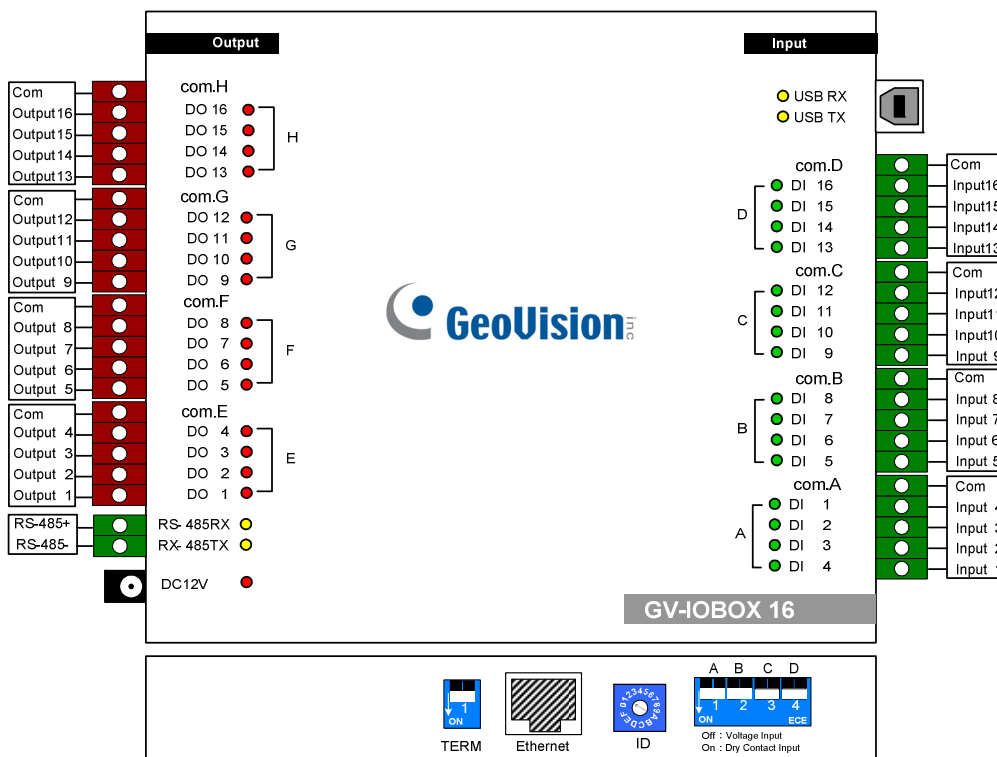 Output
Input
com.H
Com
DO 16
Output16
DO 15
Output15
DO 14
Output14
DO 13
Output13
H
com.G
Com
DO 12
Output12
DO 11
Output11
DO 10
Output10
DO 9
Output 9
G
com.F
Com
DO 8
Output 8
DO 7
Output 7
DO 6
Output 6
DO 5
Output 5
F
com.E
Com
DO 4
Output 4
DO 3
Output 3
DO 2
Output 2
DO 1
Output 1
E
RS-485+
RS-485-
RS- 485RX
RX- 485TX
DC12V
GeoVision inc
USB RX
USB TX
com.D
Com
DI 16
Input16
DI 15
Input15
DI 14
Input14
DI 13
Input13
D
com.C
Com
DI 12
Input12
DI 11
Input11
DI 10
Input10
DI 9
Input 9
C
com.B
Com
DI 8
Input 8
DI 7
Input 7
DI 6
Input 6
DI 5
Input 5
B
com.A
Com
DI 1
Input 4
DI 2
Input 3
DI 3
Input 2
DI 4
Input
A
GV-IOBOX 16
1
ON
TERM
Ethernet
0123456789ABCDEF
ID
A B C D
1 2 3 4
ON ECE
Off : Voltage Input
On : Dry Contact Input